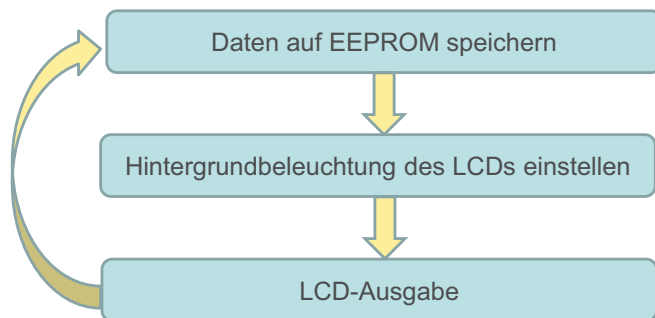 Daten auf EEPROM speichern
Hintergrundbeleuchtung des LCDs einstellen
LCD-Ausgabe